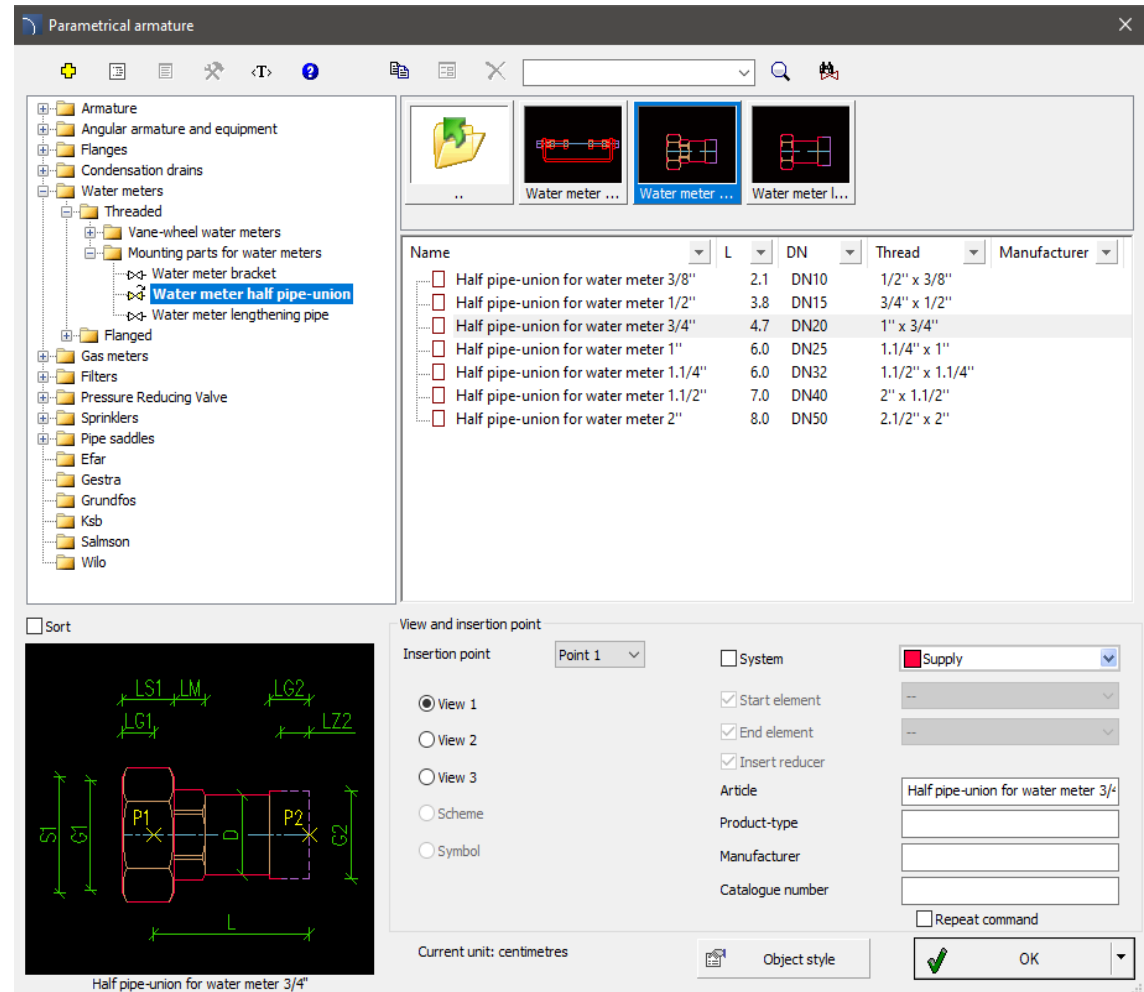 Parametrical armature
<T>
Armature
Angular armature and equipment
Flanges
Condensation drains
Water meters
Threaded
Vane-wheel water meters
Mounting parts for water meters
Water meter bracket
Water meter half pipe-union
Water meter lengthening pipe
Flanged
Gas meters
Filters
Pressure Reducing Valve
Sprinklers
Pipe saddles
Efar
Gestra
Grundfos
Ksb
Salmson
Wilo
.. Water meter ... Water meter ... Water meter l...
Name L DN Thread Manufacturer
Half pipe-union for water meter 3/8'' 2.1 DN10 1/2'' x 3/8''
Half pipe-union for water meter 1/2'' 3.8 DN15 3/4'' x 1/2''
Half pipe-union for water meter 3/4'' 4.7 DN20 1'' x 3/4''
Half pipe-union for water meter 1'' 6.0 DN25 1.1/4'' x 1''
Half pipe-union for water meter 1.1/4'' 6.0 DN32 1.1/2'' x 1.1/4''
Half pipe-union for water meter 1.1/2'' 7.0 DN40 2'' x 1.1/2''
Half pipe-union for water meter 2'' 8.0 DN50 2.1/2'' x 2''
Sort
LS1 LM LG2
LG1 LZ2
S1 G1 P1 D P2 G2
L
Half pipe-union for water meter 3/4"
View and insertion point
Insertion point Point 1
View 1
View 2
View 3
Scheme
Symbol
System Supply
Start element --
End element --
Insert reducer
Article Half pipe-union for water meter 3/4
Product-type
Manufacturer
Catalogue number
Repeat command
Current unit: centimetres
Object style
OK